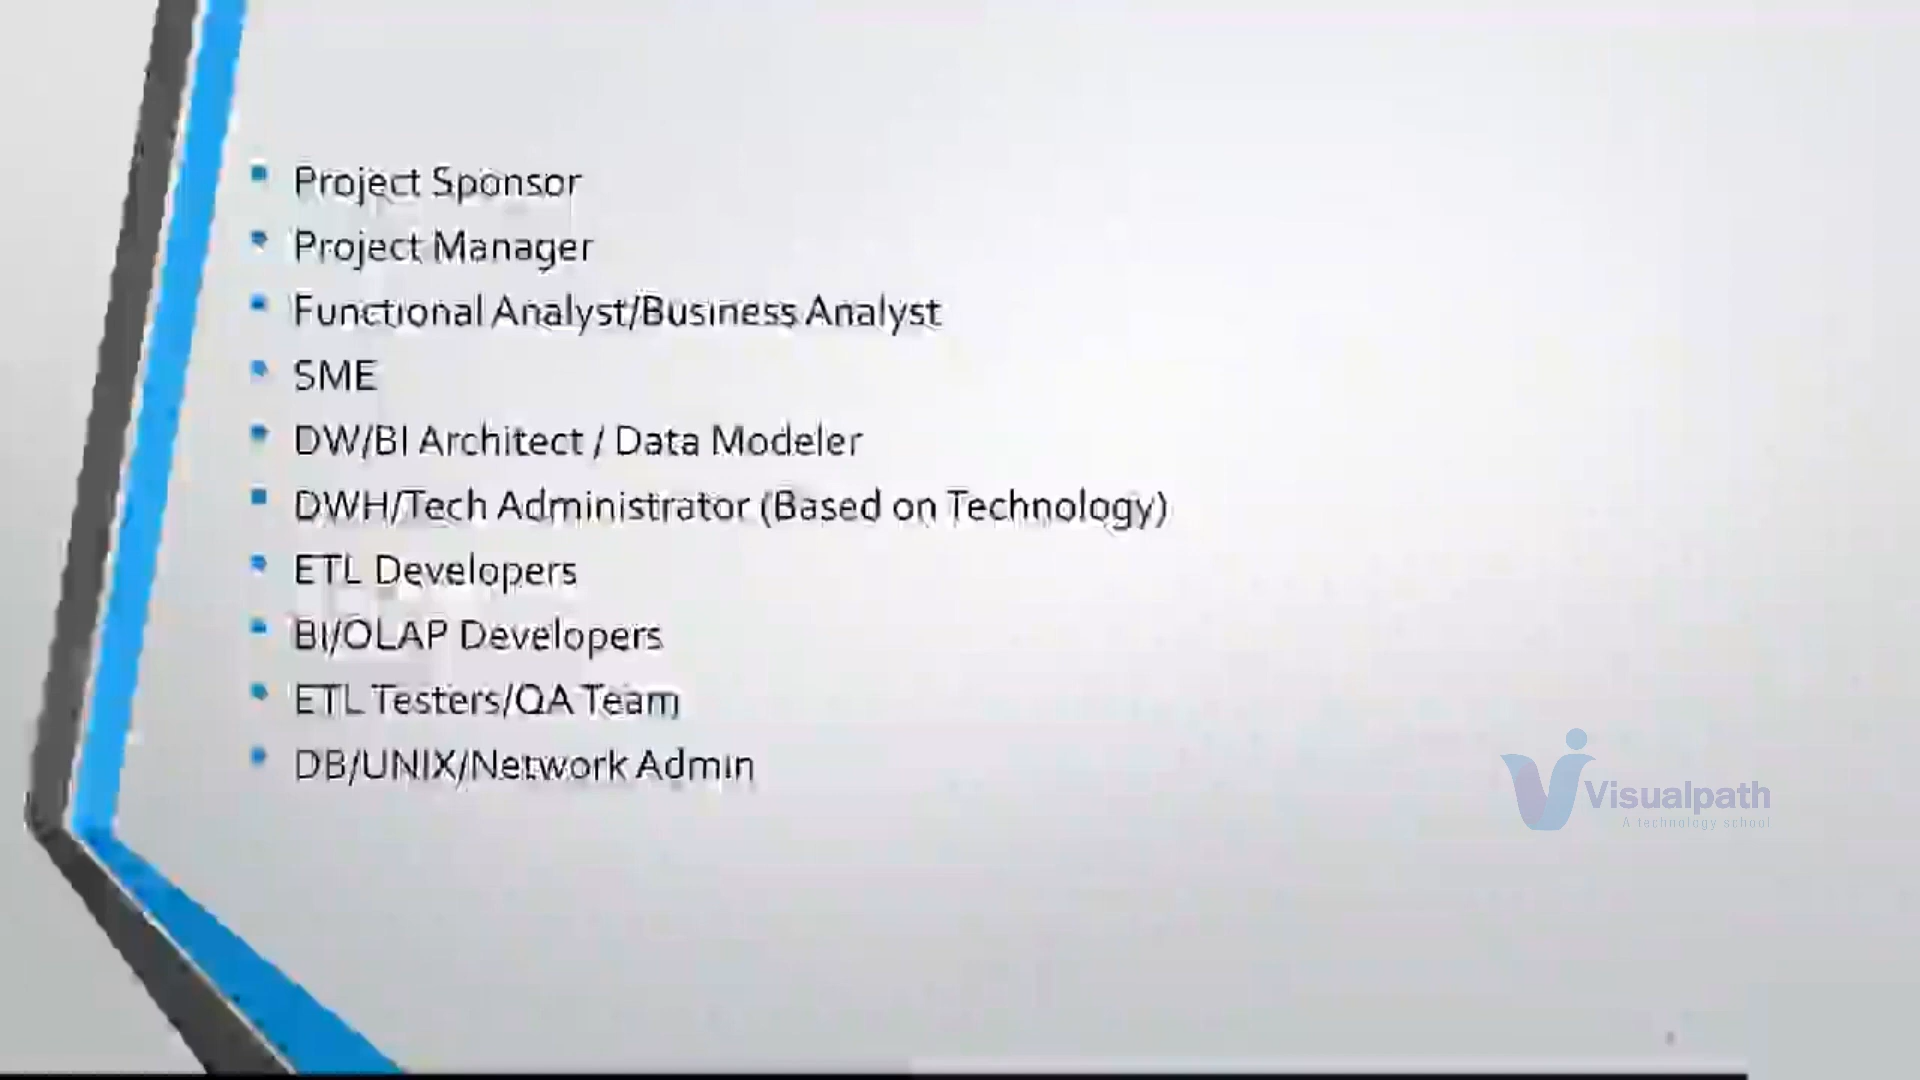 Project Sponsor
Project Manager
Functional Analyst/Business Analyst
SME
DW/BI Architect / Data Modeler
DWH/Tech Administrator (Based on Technology)
ETL Developers
BI/OLAP Developers
ETL Testers/QA Team
DB/UNIX/Network Admin
Visualpath
A technology school